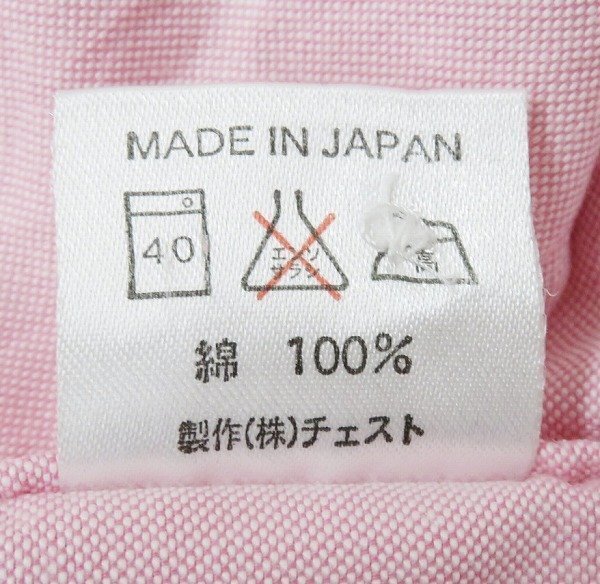 MADE IN JAPAN
40
エンソ
サラシ
高
綿 100%
製作(株)チェスト